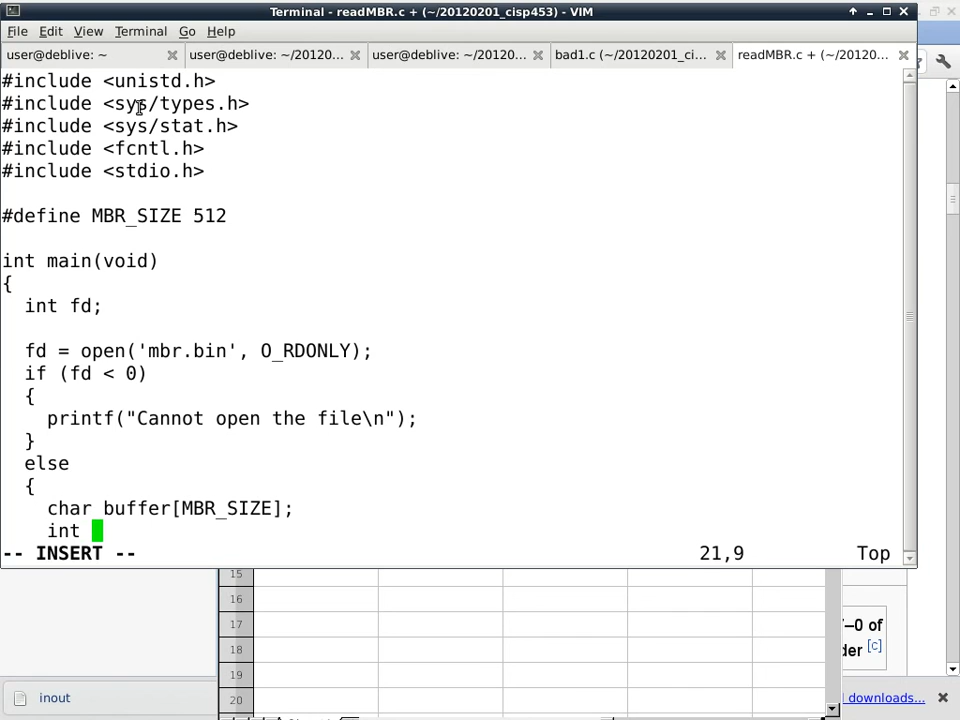 Terminal - readMBR.c + (~/20120201_cisp453) - VIM
File Edit View Terminal Go Help
user@deblive: ~
user@deblive: ~/20120...
user@deblive: ~/20120...
bad1.c (~/20120201_ci...
readMBR.c + (~/20120...
#include <unistd.h>
#include <sys/types.h>
#include <sys/stat.h>
#include <fcntl.h>
#include <stdio.h>
#define MBR_SIZE 512
int main(void)
{
int fd;
fd = open('mbr.bin', O_RDONLY);
if (fd < 0)
{
printf("Cannot open the file\n");
}
else
{
char buffer[MBR_SIZE];
int
-- INSERT --
21,9
Top
15
16
17
18
19
20
der [c]
inout
downloads...